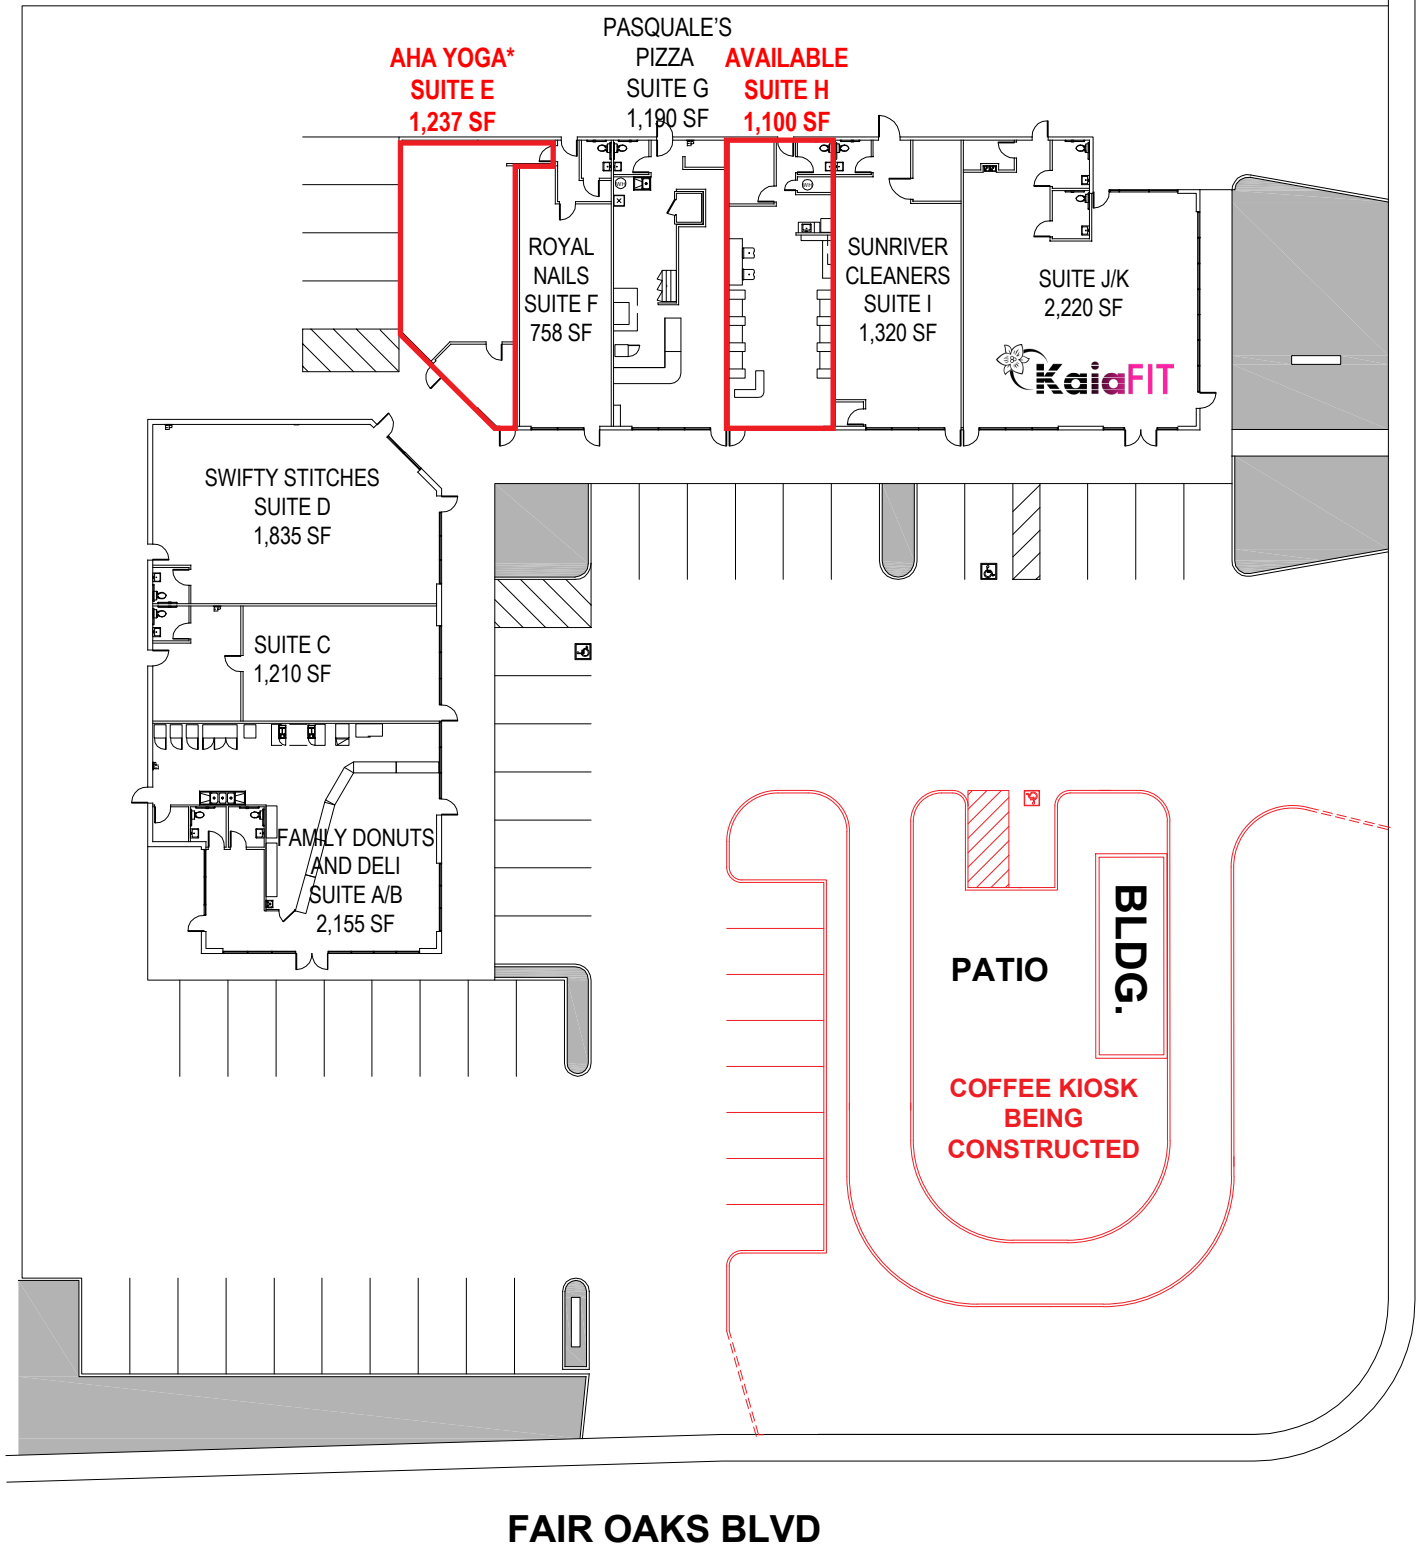 PASQUALE'S
PIZZA
SUITE G
1,190 SF
AHA YOGA*
SUITE E
1,237 SF
AVAILABLE
SUITE H
1,100 SF
ROYAL
NAILS
SUITE F
758 SF
SUNRIVER
CLEANERS
SUITE I
1,320 SF
SUITE J/K
2,220 SF
KaiaFIT
WH
WH
SWIFTY STITCHES
SUITE D
1,835 SF
SUITE C
1,210 SF
FAMILY DONUTS
AND DELI
SUITE A/B
2,155 SF
PATIO
BLDG.
COFFEE KIOSK
BEING
CONSTRUCTED
FAIR OAKS BLVD